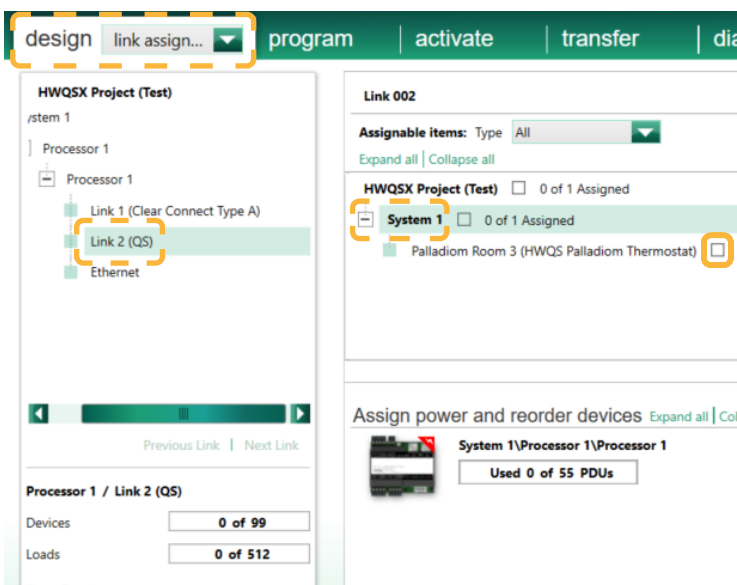 design link assign... program activate transfer dia
HWQSX Project (Test)
ystem 1
Processor 1
Processor 1
Link 1 (Clear Connect Type A)
Link 2 (QS)
Ethernet
Previous Link | Next Link
Processor 1 / Link 2 (QS)
Devices 0 of 99
Loads 0 of 512
Link 002
Assignable items: Type All
Expand all | Collapse all
HWQSX Project (Test) 0 of 1 Assigned
System 1 0 of 1 Assigned
Palladiom Room 3 (HWQS Palladiom Thermostat)
Assign power and reorder devices Expand all | Col
System 1\Processor 1\Processor 1
Used 0 of 55 PDUs